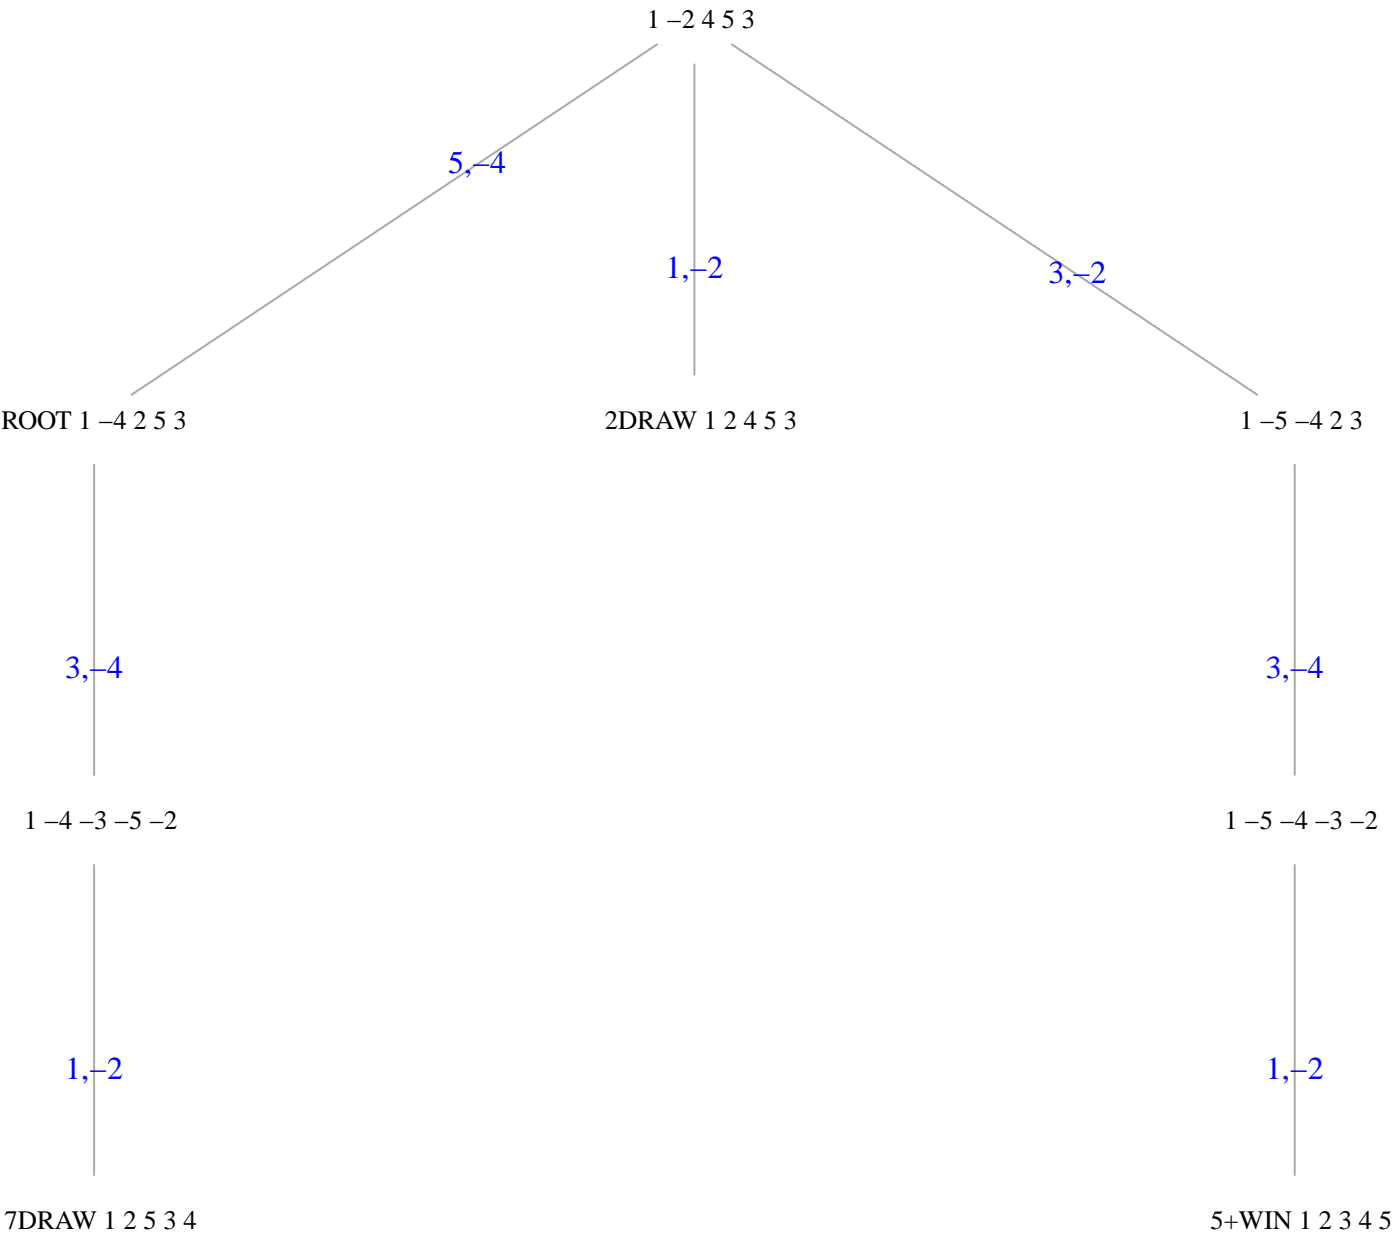 1 –2 4 5 3
5,–4
1,–2
3,–2
ROOT 1 –4 2 5 3
2DRAW 1 2 4 5 3
1 –5 –4 2 3
3,–4
3,–4
1 –4 –3 –5 –2
1 –5 –4 –3 –2
1,–2
1,–2
7DRAW 1 2 5 3 4
5+WIN 1 2 3 4 5